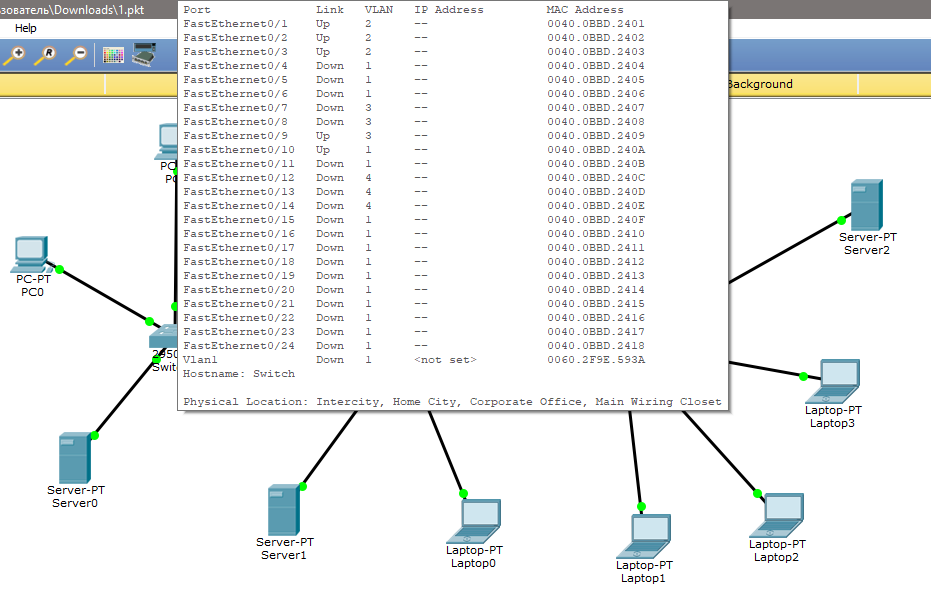 зователь\Downloads\1.pkt
Help
Background
Port Link VLAN IP Address MAC Address
FastEthernet0/1 Up 2 -- 0040.0BBD.2401
FastEthernet0/2 Up 2 -- 0040.0BBD.2402
FastEthernet0/3 Up 2 -- 0040.0BBD.2403
FastEthernet0/4 Down 1 -- 0040.0BBD.2404
FastEthernet0/5 Down 1 -- 0040.0BBD.2405
FastEthernet0/6 Down 1 -- 0040.0BBD.2406
FastEthernet0/7 Down 3 -- 0040.0BBD.2407
FastEthernet0/8 Down 3 -- 0040.0BBD.2408
FastEthernet0/9 Up 3 -- 0040.0BBD.2409
FastEthernet0/10 Up 1 -- 0040.0BBD.240A
FastEthernet0/11 Down 1 -- 0040.0BBD.240B
FastEthernet0/12 Down 4 -- 0040.0BBD.240C
FastEthernet0/13 Down 4 -- 0040.0BBD.240D
FastEthernet0/14 Down 4 -- 0040.0BBD.240E
FastEthernet0/15 Down 1 -- 0040.0BBD.240F
FastEthernet0/16 Down 1 -- 0040.0BBD.2410
FastEthernet0/17 Down 1 -- 0040.0BBD.2411
FastEthernet0/18 Down 1 -- 0040.0BBD.2412
FastEthernet0/19 Down 1 -- 0040.0BBD.2413
FastEthernet0/20 Down 1 -- 0040.0BBD.2414
FastEthernet0/21 Down 1 -- 0040.0BBD.2415
FastEthernet0/22 Down 1 -- 0040.0BBD.2416
FastEthernet0/23 Down 1 -- 0040.0BBD.2417
FastEthernet0/24 Down 1 -- 0040.0BBD.2418
Vlan1 Down 1 <not set> 0060.2F9E.593A
Hostname: Switch
Physical Location: Intercity, Home City, Corporate Office, Main Wiring Closet
PC
PC
PC-PT
PC0
2950
Swit
Server-PT
Server0
Server-PT
Server1
Laptop-PT
Laptop0
Laptop-PT
Laptop1
Laptop-PT
Laptop2
Laptop-PT
Laptop3
Server-PT
Server2